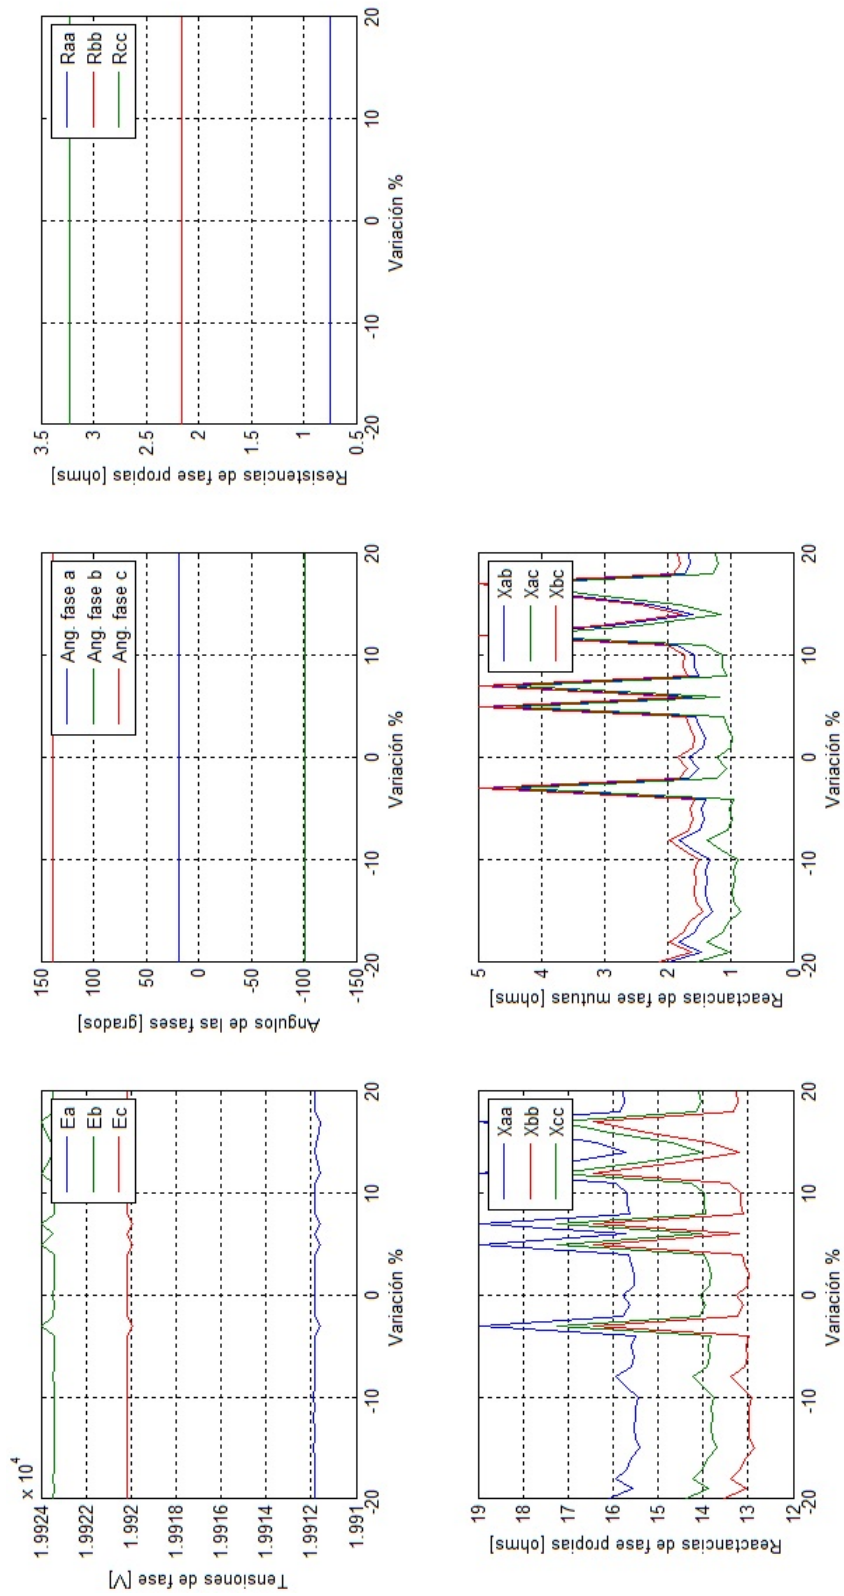 x 10^4
1.9924
1.9922
1.992
1.9918
1.9916
1.9914
1.9912
1.991
Tensiones de fase [V]
-20
-10
0
10
20
Variación %
Ea
Eb
Ec
150
100
50
0
-50
-100
-150
Angulos de las fases [grados]
-20
-10
0
10
20
Variación %
Ang. fase a
Ang. fase b
Ang. fase c
3.5
3
2.5
2
1.5
1
0.5
Resistencias de fase propias [ohms]
-20
-10
0
10
20
Variación %
Raa
Rbb
Rcc
19
18
17
16
15
14
13
12
Reactancias de fase propias [ohms]
-20
-10
0
10
20
Variación %
Xaa
Xbb
Xcc
5
4
3
2
1
0
Reactancias de fase mutuas [ohms]
-20
-10
0
10
20
Variación %
Xab
Xac
Xbc